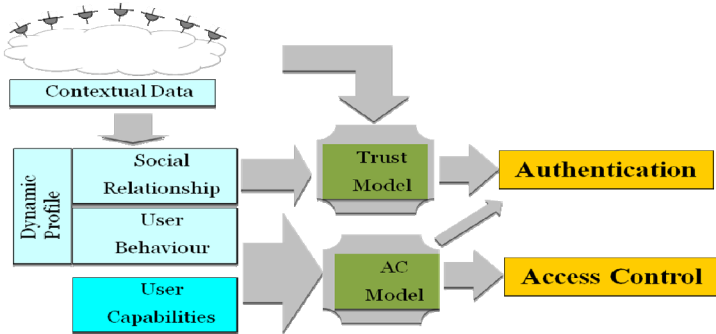 Contextual Data
Dynamic
Profile
Social
Relationship
User
Behaviour
User
Capabilities
Trust
Model
AC
Model
Authentication
Access Control